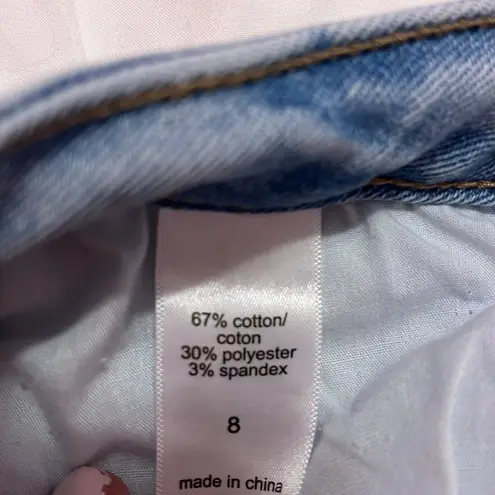 67% cotton/
coton
30% polyester
3% spandex
8
made in china